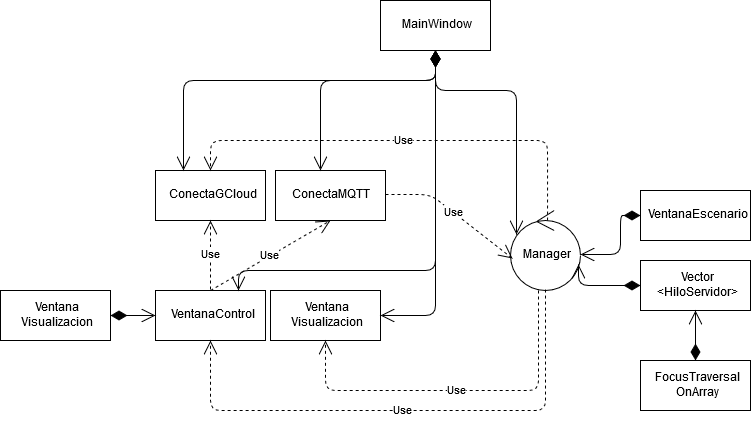 MainWindow
Use
ConectaGCloud
ConectaMQTT
Use
VentanaEscenario
Use
Use
Manager
Vector
<HiloServidor>
Ventana
Visualizacion
VentanaControl
Ventana
Visualizacion
FocusTraversal
OnArray
Use
Use